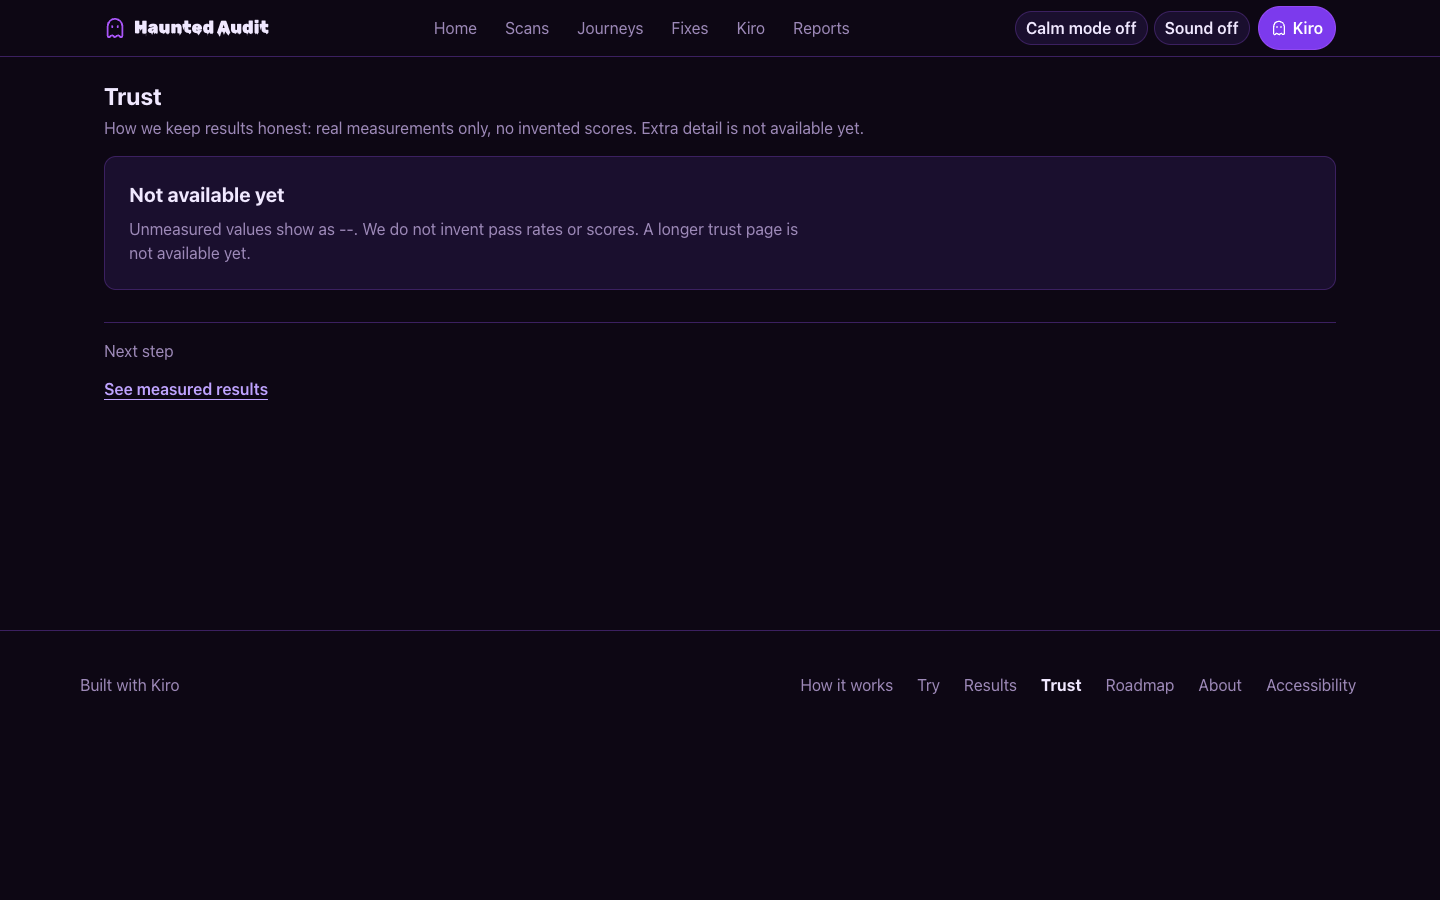 Haunted Audit
Home Scans Journeys Fixes Kiro Reports
Calm mode off Sound off Kiro
Trust
How we keep results honest: real measurements only, no invented scores. Extra detail is not available yet.
Not available yet
Unmeasured values show as --. We do not invent pass rates or scores. A longer trust page is
not available yet.
Next step
See measured results
Built with Kiro
How it works Try Results Trust Roadmap About Accessibility